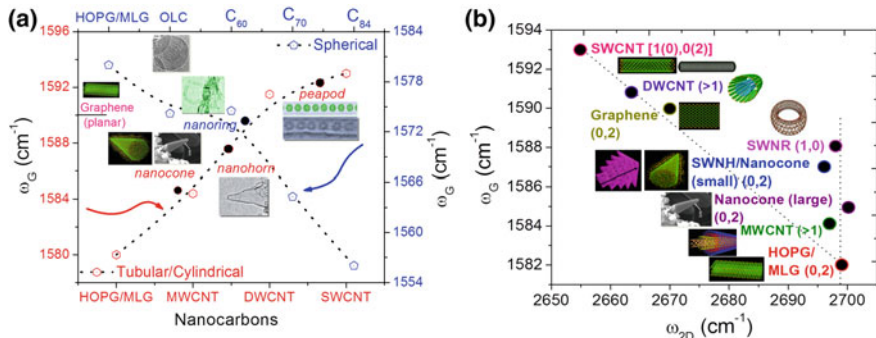 (a)
HOPG/MLG OLC C60 C70 C84
1596
1592
1588
1584
1580
ωG (cm-1)
Spherical
peapod
Graphene
(planar)
nanoring
nanocone
nanohorn
Tubular/Cylindrical
1580
1575
1570
1565
1560
1554
ωG (cm-1)
HOPG/MLG MWCNT DWCNT SWCNT
Nanocarbons
(b)
1594
1592
1590
1588
1586
1584
1582
ωG (cm-1)
SWCNT [1(0),0(2)]
DWCNT (>1)
Graphene
(0,2)
SWNR (1,0)
SWNH/Nanocone
(small) (0,2)
Nanocone (large)
(0,2)
MWCNT (>1)
HOPG/
MLG (0,2)
2650 2660 2670 2680 2690 2700
ω2D (cm-1)